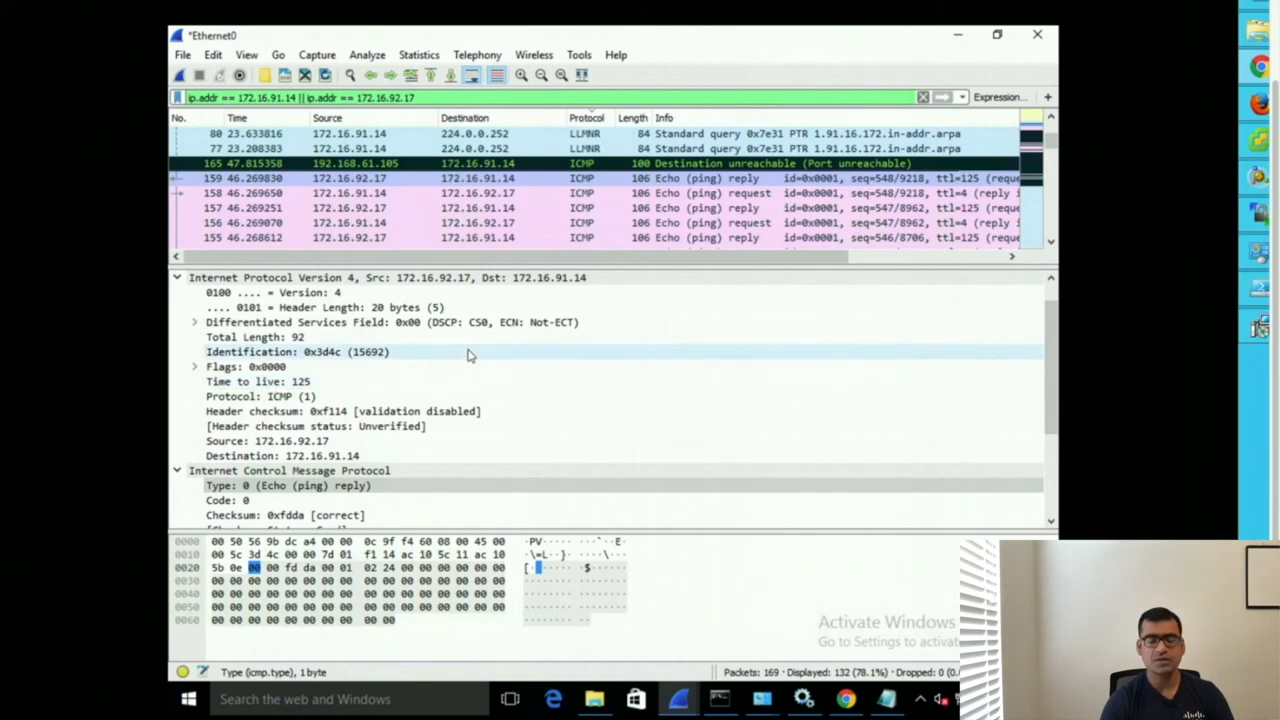 *Ethernet0
File Edit View Go Capture Analyze Statistics Telephony Wireless Tools Help
ip.addr == 172.16.91.14 || ip.addr == 172.16.92.17 Expression... +
No. Time Source Destination Protocol Length Info
80 23.633816 172.16.91.14 224.0.0.252 LLMNR 84 Standard query 0x7e31 PTR 1.91.16.172.in-addr.arpa
77 23.208383 172.16.91.14 224.0.0.252 LLMNR 84 Standard query 0x7e31 PTR 1.91.16.172.in-addr.arpa
165 47.815358 192.168.61.105 172.16.91.14 ICMP 100 Destination unreachable (Port unreachable)
159 46.269830 172.16.92.17 172.16.91.14 ICMP 106 Echo (ping) reply id=0x0001, seq=548/9218, ttl=125 (reque
158 46.269650 172.16.91.14 172.16.92.17 ICMP 106 Echo (ping) request id=0x0001, seq=548/9218, ttl=4 (reply i
157 46.269251 172.16.92.17 172.16.91.14 ICMP 106 Echo (ping) reply id=0x0001, seq=547/8962, ttl=125 (reque
156 46.269070 172.16.91.14 172.16.92.17 ICMP 106 Echo (ping) request id=0x0001, seq=547/8962, ttl=4 (reply i
155 46.268612 172.16.92.17 172.16.91.14 ICMP 106 Echo (ping) reply id=0x0001, seq=546/8706, ttl=125 (reque
Internet Protocol Version 4, Src: 172.16.92.17, Dst: 172.16.91.14
0100 .... = Version: 4
.... 0101 = Header Length: 20 bytes (5)
Differentiated Services Field: 0x00 (DSCP: CS0, ECN: Not-ECT)
Total Length: 92
Identification: 0x3d4c (15692)
Flags: 0x0000
Time to live: 125
Protocol: ICMP (1)
Header checksum: 0xf114 [validation disabled]
[Header checksum status: Unverified]
Source: 172.16.92.17
Destination: 172.16.91.14
Internet Control Message Protocol
Type: 0 (Echo (ping) reply)
Code: 0
Checksum: 0xfdda [correct]
0000 00 50 56 9b dc a4 00 00 0c 9f f4 60 08 00 45 00 ·PV····· ···`··E·
0010 00 5c 3d 4c 00 00 7d 01 f1 14 ac 10 5c 11 ac 10 ·\=L··}· ····\···
0020 5b 0e 00 00 fd da 00 01 02 24 00 00 00 00 00 00 [······· ·$······
0030 00 00 00 00 00 00 00 00 00 00 00 00 00 00 00 00 ········ ········
0040 00 00 00 00 00 00 00 00 00 00 00 00 00 00 00 00 ········ ········
0050 00 00 00 00 00 00 00 00 00 00 00 00 00 00 00 00 ········ ········
0060 00 00 00 00 00 00 00 00 00 00 ········ ··
Activate Windows
Go to Settings to activat
Type (icmp.type), 1 byte Packets: 169 · Displayed: 132 (78.1%) · Dropped: 0 (0.
Search the web and Windows